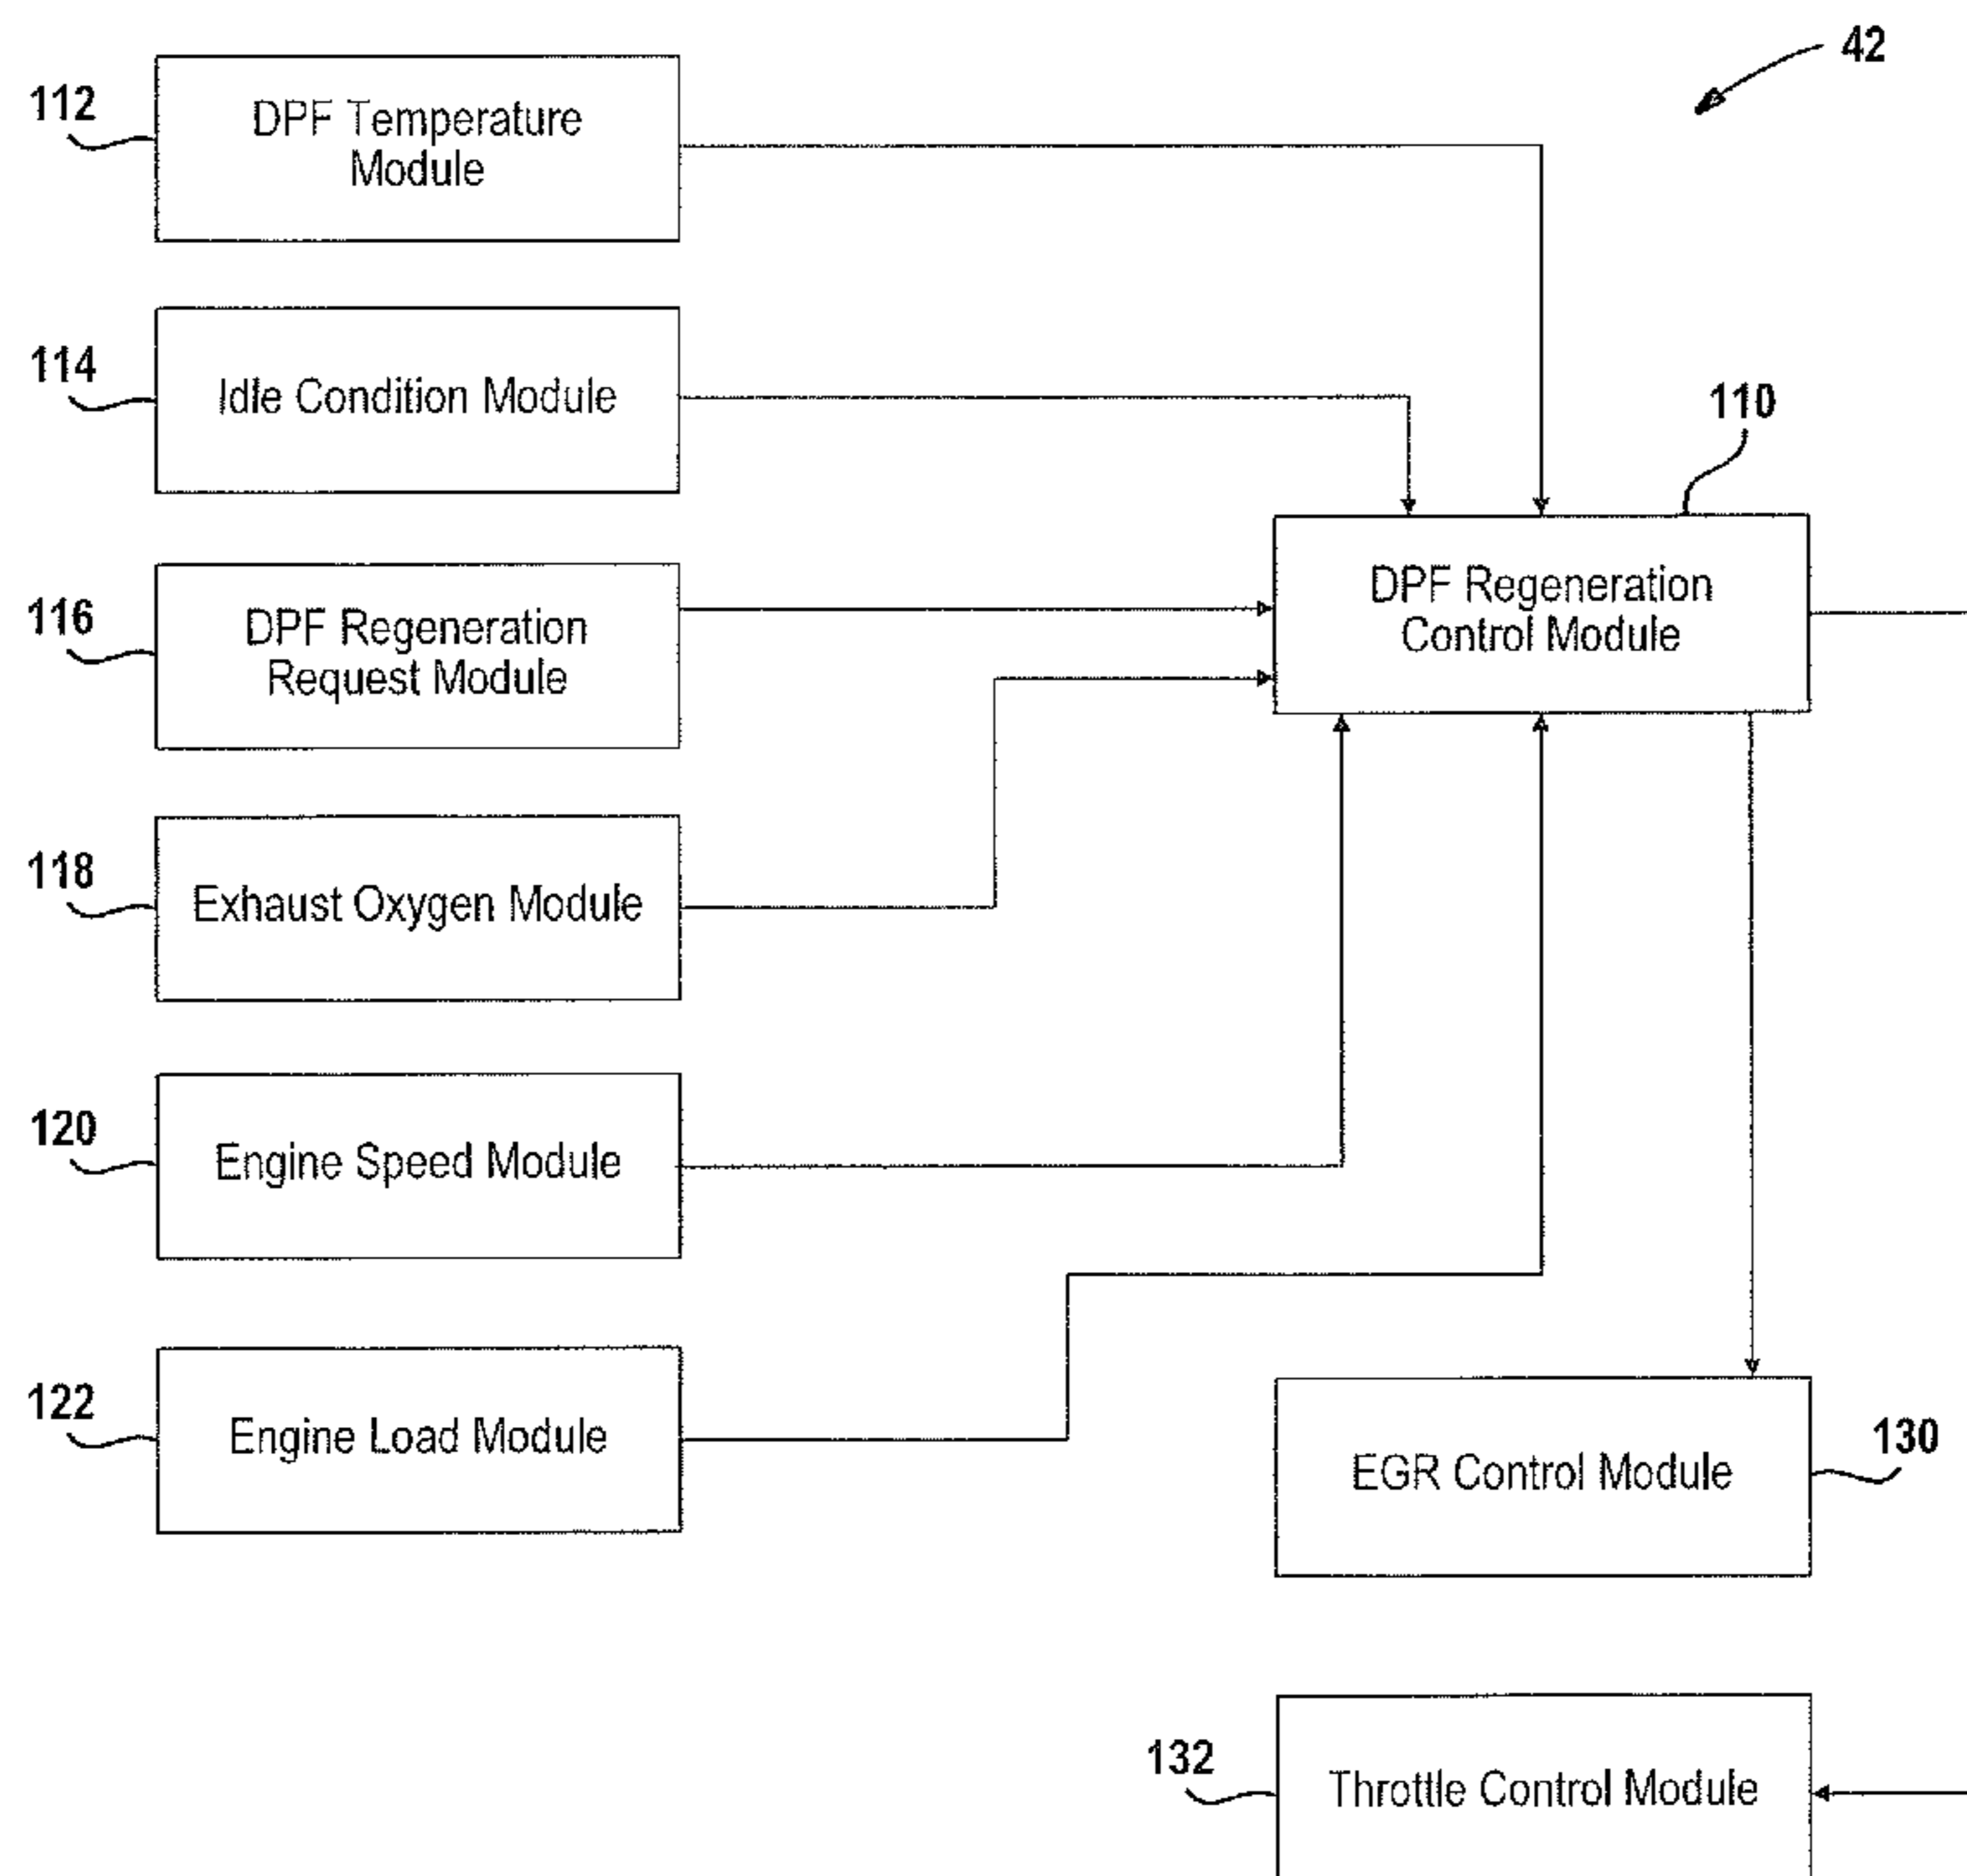 42
112
DPF Temperature
Module
114
Idle Condition Module
110
116
DPF Regeneration
Request Module
DPF Regeneration
Control Module
118
Exhaust Oxygen Module
120
Engine Speed Module
122
Engine Load Module
EGR Control Module
130
132
Throttle Control Module